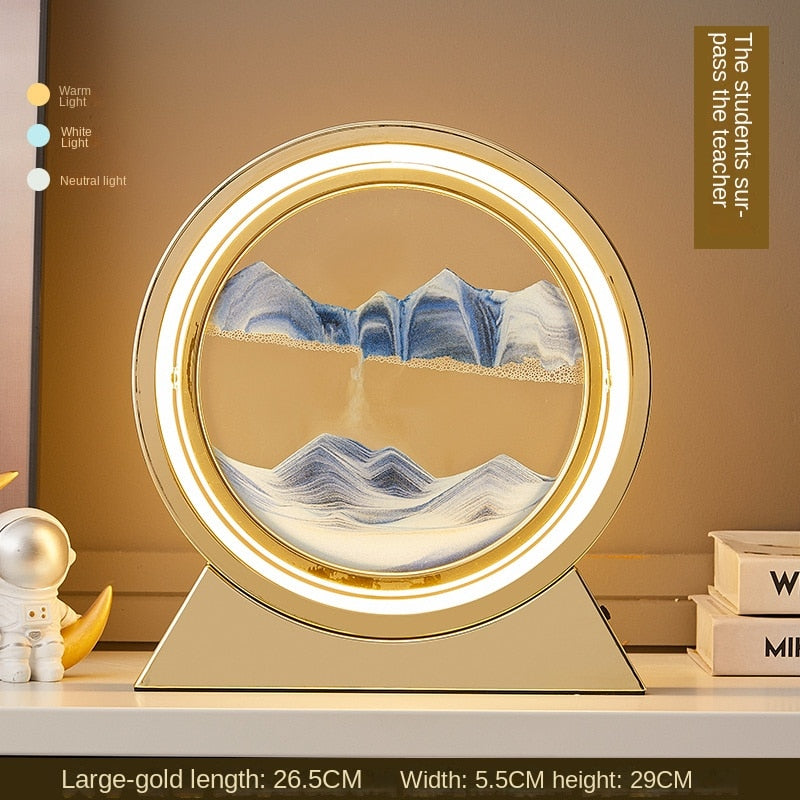 Warm
Light
White
Light
Neutral light
The students sur-
pass the teacher
W
MIK
Large-gold length: 26.5CM Width: 5.5CM height: 29CM